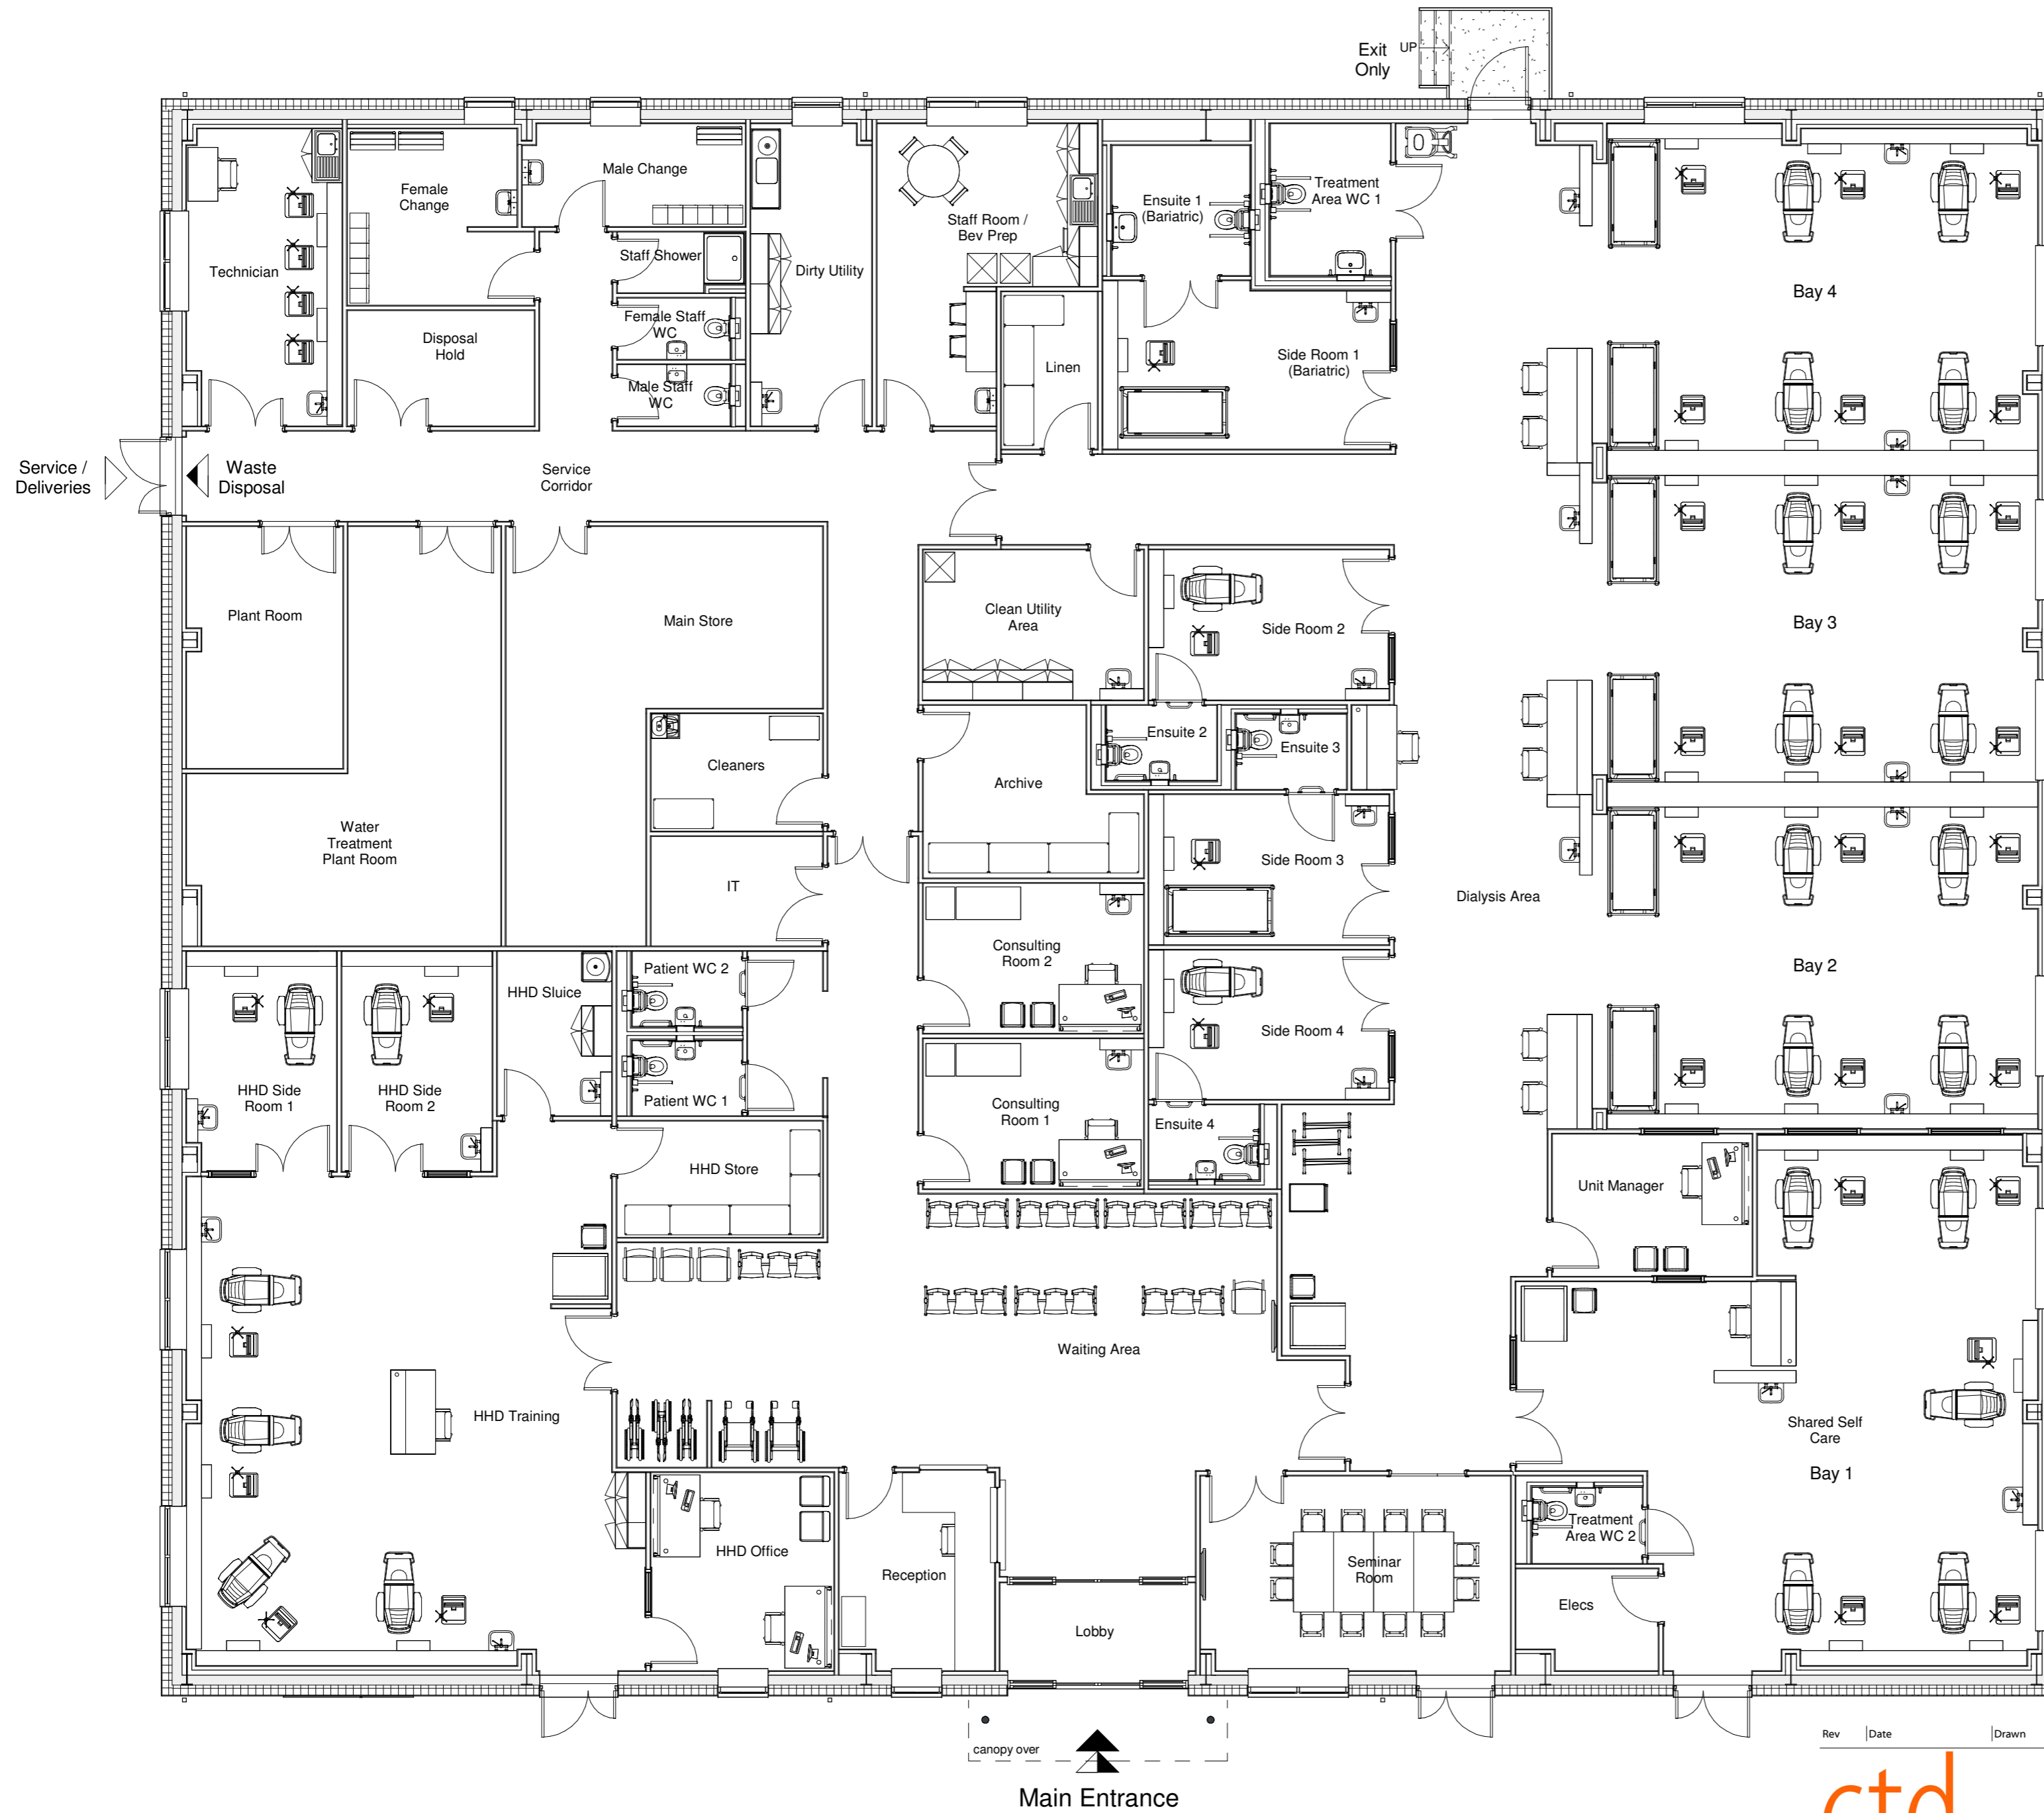 Exit
Only
UP
Female
Change
Male Change
Technician
Staff Shower
Female Staff
WC
Male Staff
WC
Disposal
Hold
Dirty Utility
Staff Room /
Bev Prep
Linen
Ensuite 1
(Bariatric)
Treatment
Area WC 1
Side Room 1
(Bariatric)
Bay 4
Service /
Deliveries
Waste
Disposal
Service
Corridor
Plant Room
Main Store
Clean Utility
Area
Side Room 2
Bay 3
Cleaners
Archive
Ensuite 2
Ensuite 3
Water
Treatment
Plant Room
IT
Side Room 3
Dialysis Area
Consulting
Room 2
Bay 2
Patient WC 2
HHD Sluice
Side Room 4
HHD Side
Room 1
HHD Side
Room 2
Patient WC 1
Consulting
Room 1
Ensuite 4
HHD Store
Unit Manager
Waiting Area
HHD Training
Shared Self
Care
Bay 1
HHD Office
Reception
Seminar
Room
Treatment
Area WC 2
Elecs
Lobby
canopy over
Main Entrance
Rev Date Drawn
ctd